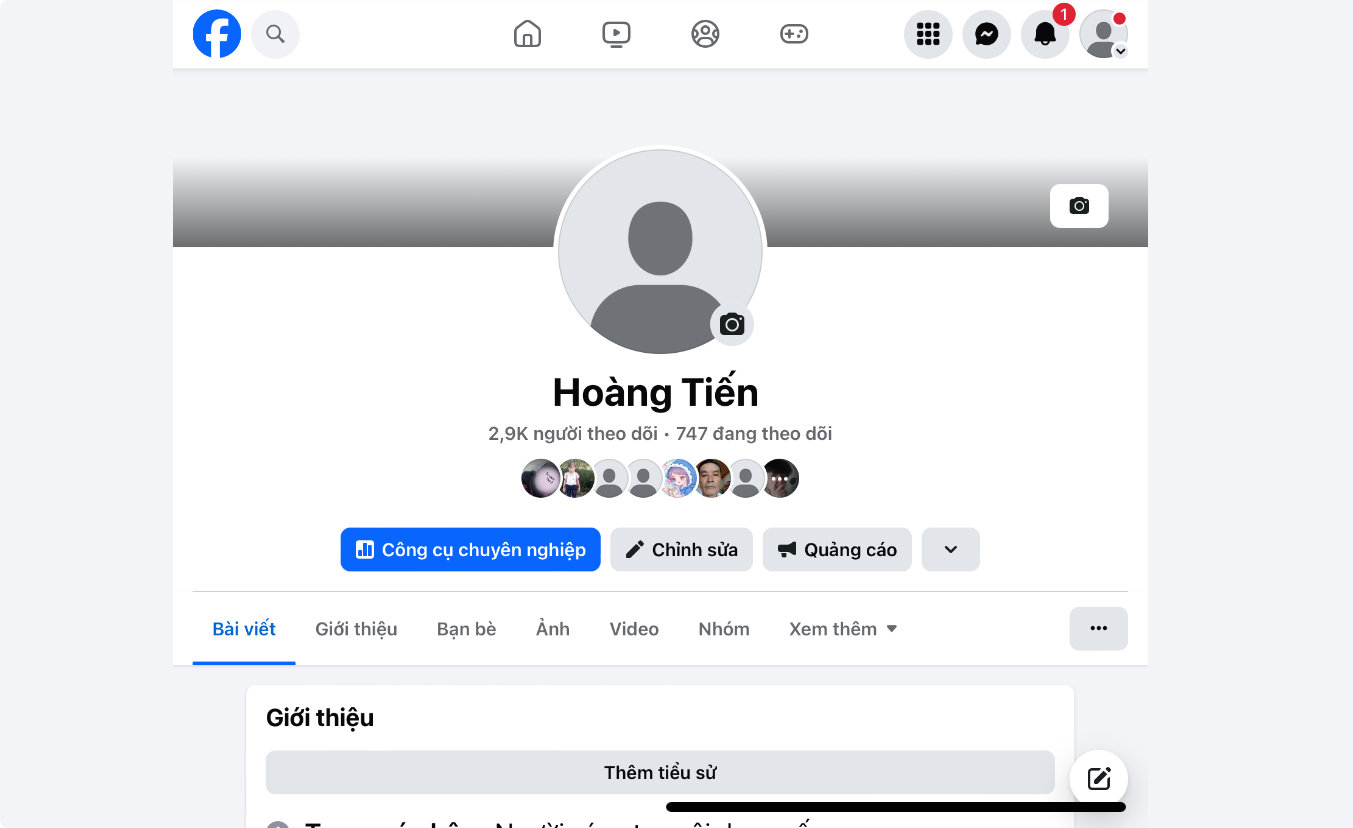 1
Hoàng Tiến
2,9K người theo dõi • 747 đang theo dõi
Công cụ chuyên nghiệp
Chỉnh sửa
Quảng cáo
Bài viết
Giới thiệu
Bạn bè
Ảnh
Video
Nhóm
Xem thêm
Giới thiệu
Thêm tiểu sử